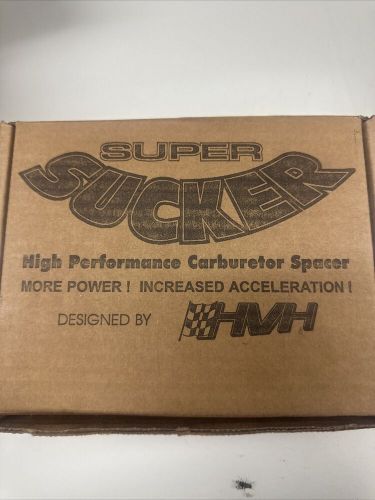 SUPER
SUCKER
High Performance Carburetor Spacer
MORE POWER! INCREASED ACCELERATION!
DESIGNED BY HVH